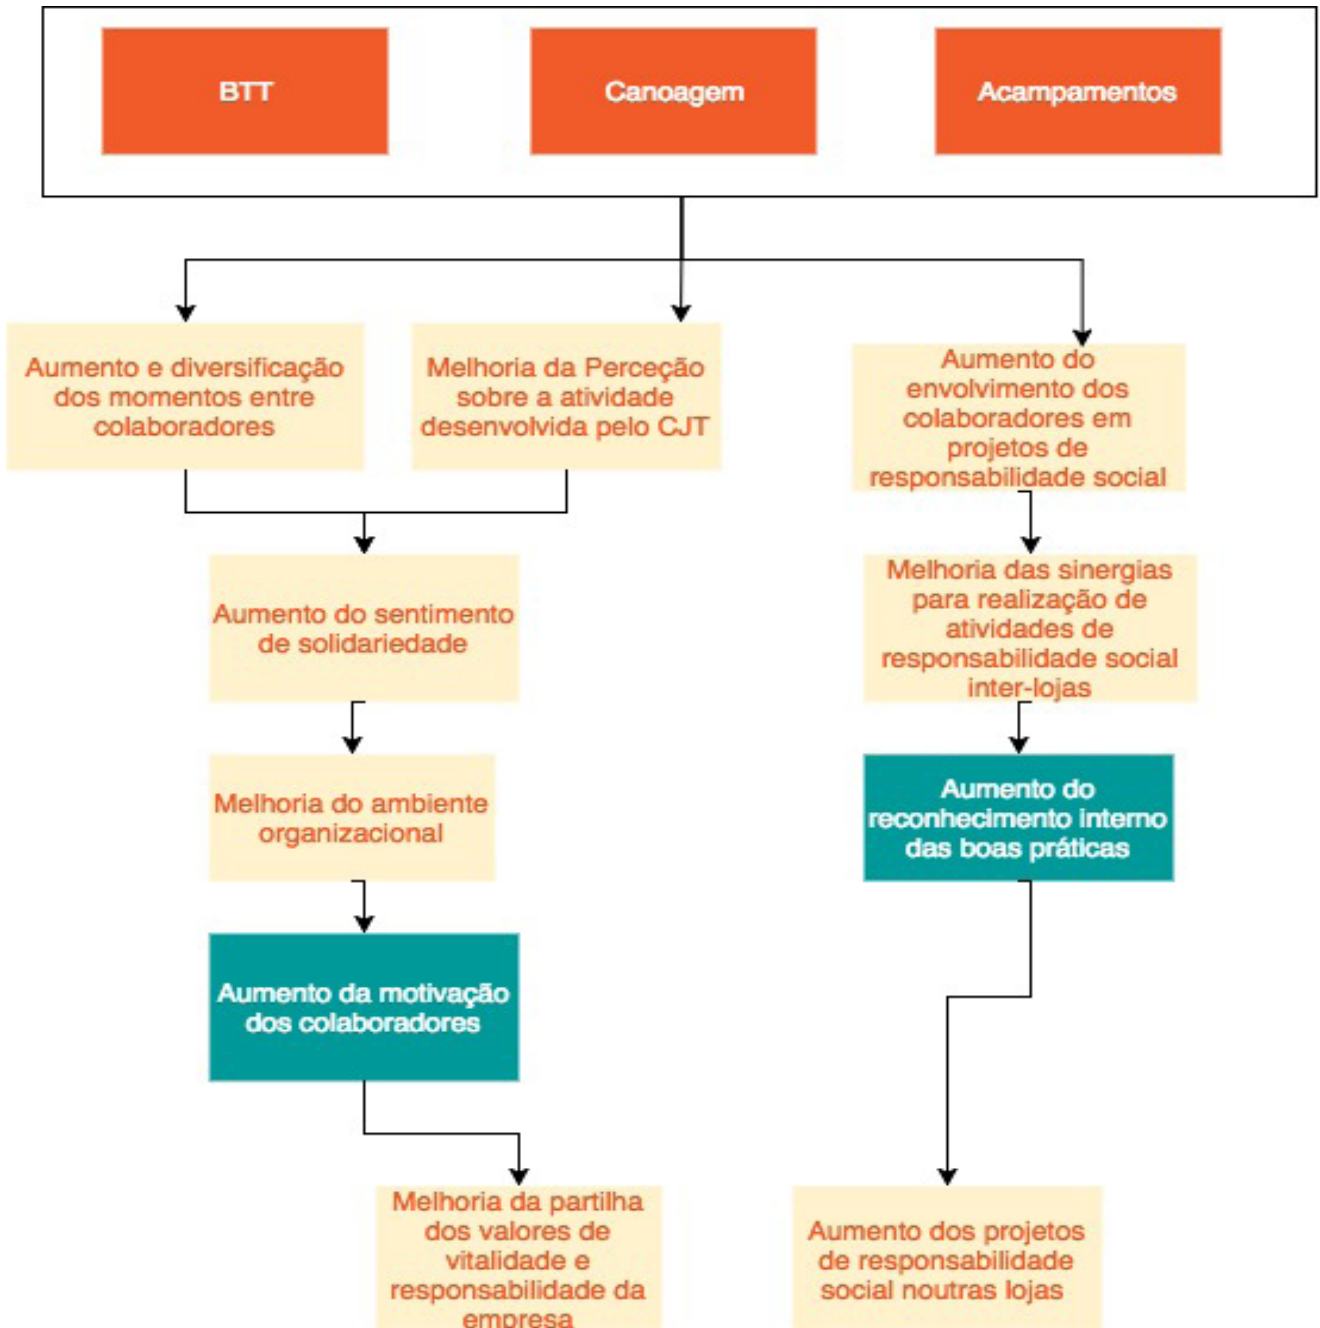 BTT
Canoagem
Acampamentos
Aumento e diversificação
dos momentos entre
colaboradores
Melhoria da Perceção
sobre a atividade
desenvolvida pelo CJT
Aumento do
envolvimento dos
colaboradores em
projetos de
responsabilidade social
Aumento do sentimento
de solidariedade
Melhoria das sinergias
para realização de
atividades de
responsabilidade social
inter-lojas
Melhoria do ambiente
organizacional
Aumento do
reconhecimento interno
das boas práticas
Aumento da motivação
dos colaboradores
Melhoria da partilha
dos valores de
vitalidade e
responsabilidade da
empresa
Aumento dos projetos
de responsabilidade
social noutras lojas